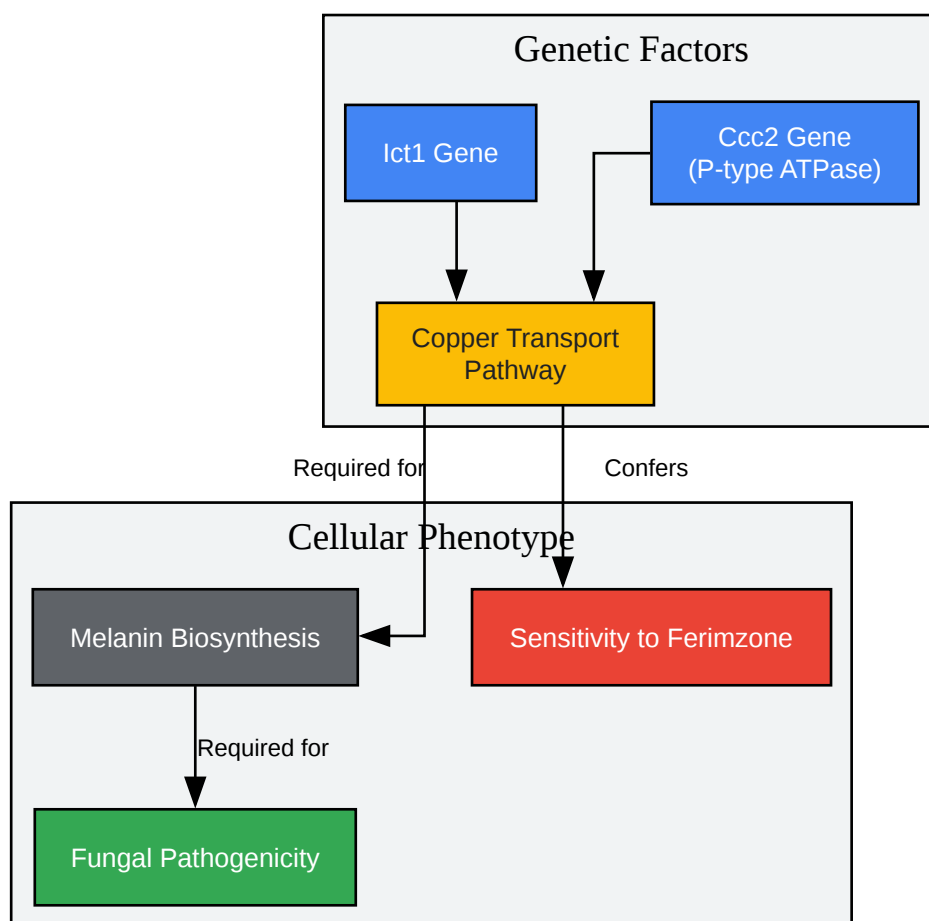 Genetic Factors
Ict1 Gene
Ccc2 Gene
(P-type ATPase)
Copper Transport
Pathway
Required for
Confers
Cellular Phenotype
Melanin Biosynthesis
Sensitivity to Ferimzone
Required for
Fungal Pathogenicity